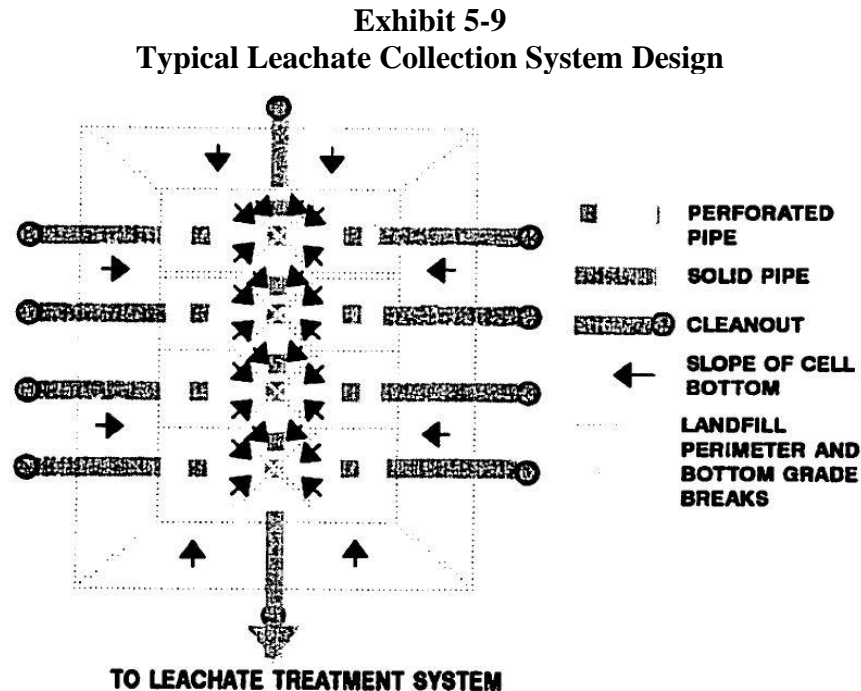 Exhibit 5-9
Typical Leachate Collection System Design
PERFORATED
PIPE
SOLID PIPE
CLEANOUT
SLOPE OF CELL
BOTTOM
LANDFILL
PERIMETER AND
BOTTOM GRADE
BREAKS
TO LEACHATE TREATMENT SYSTEM